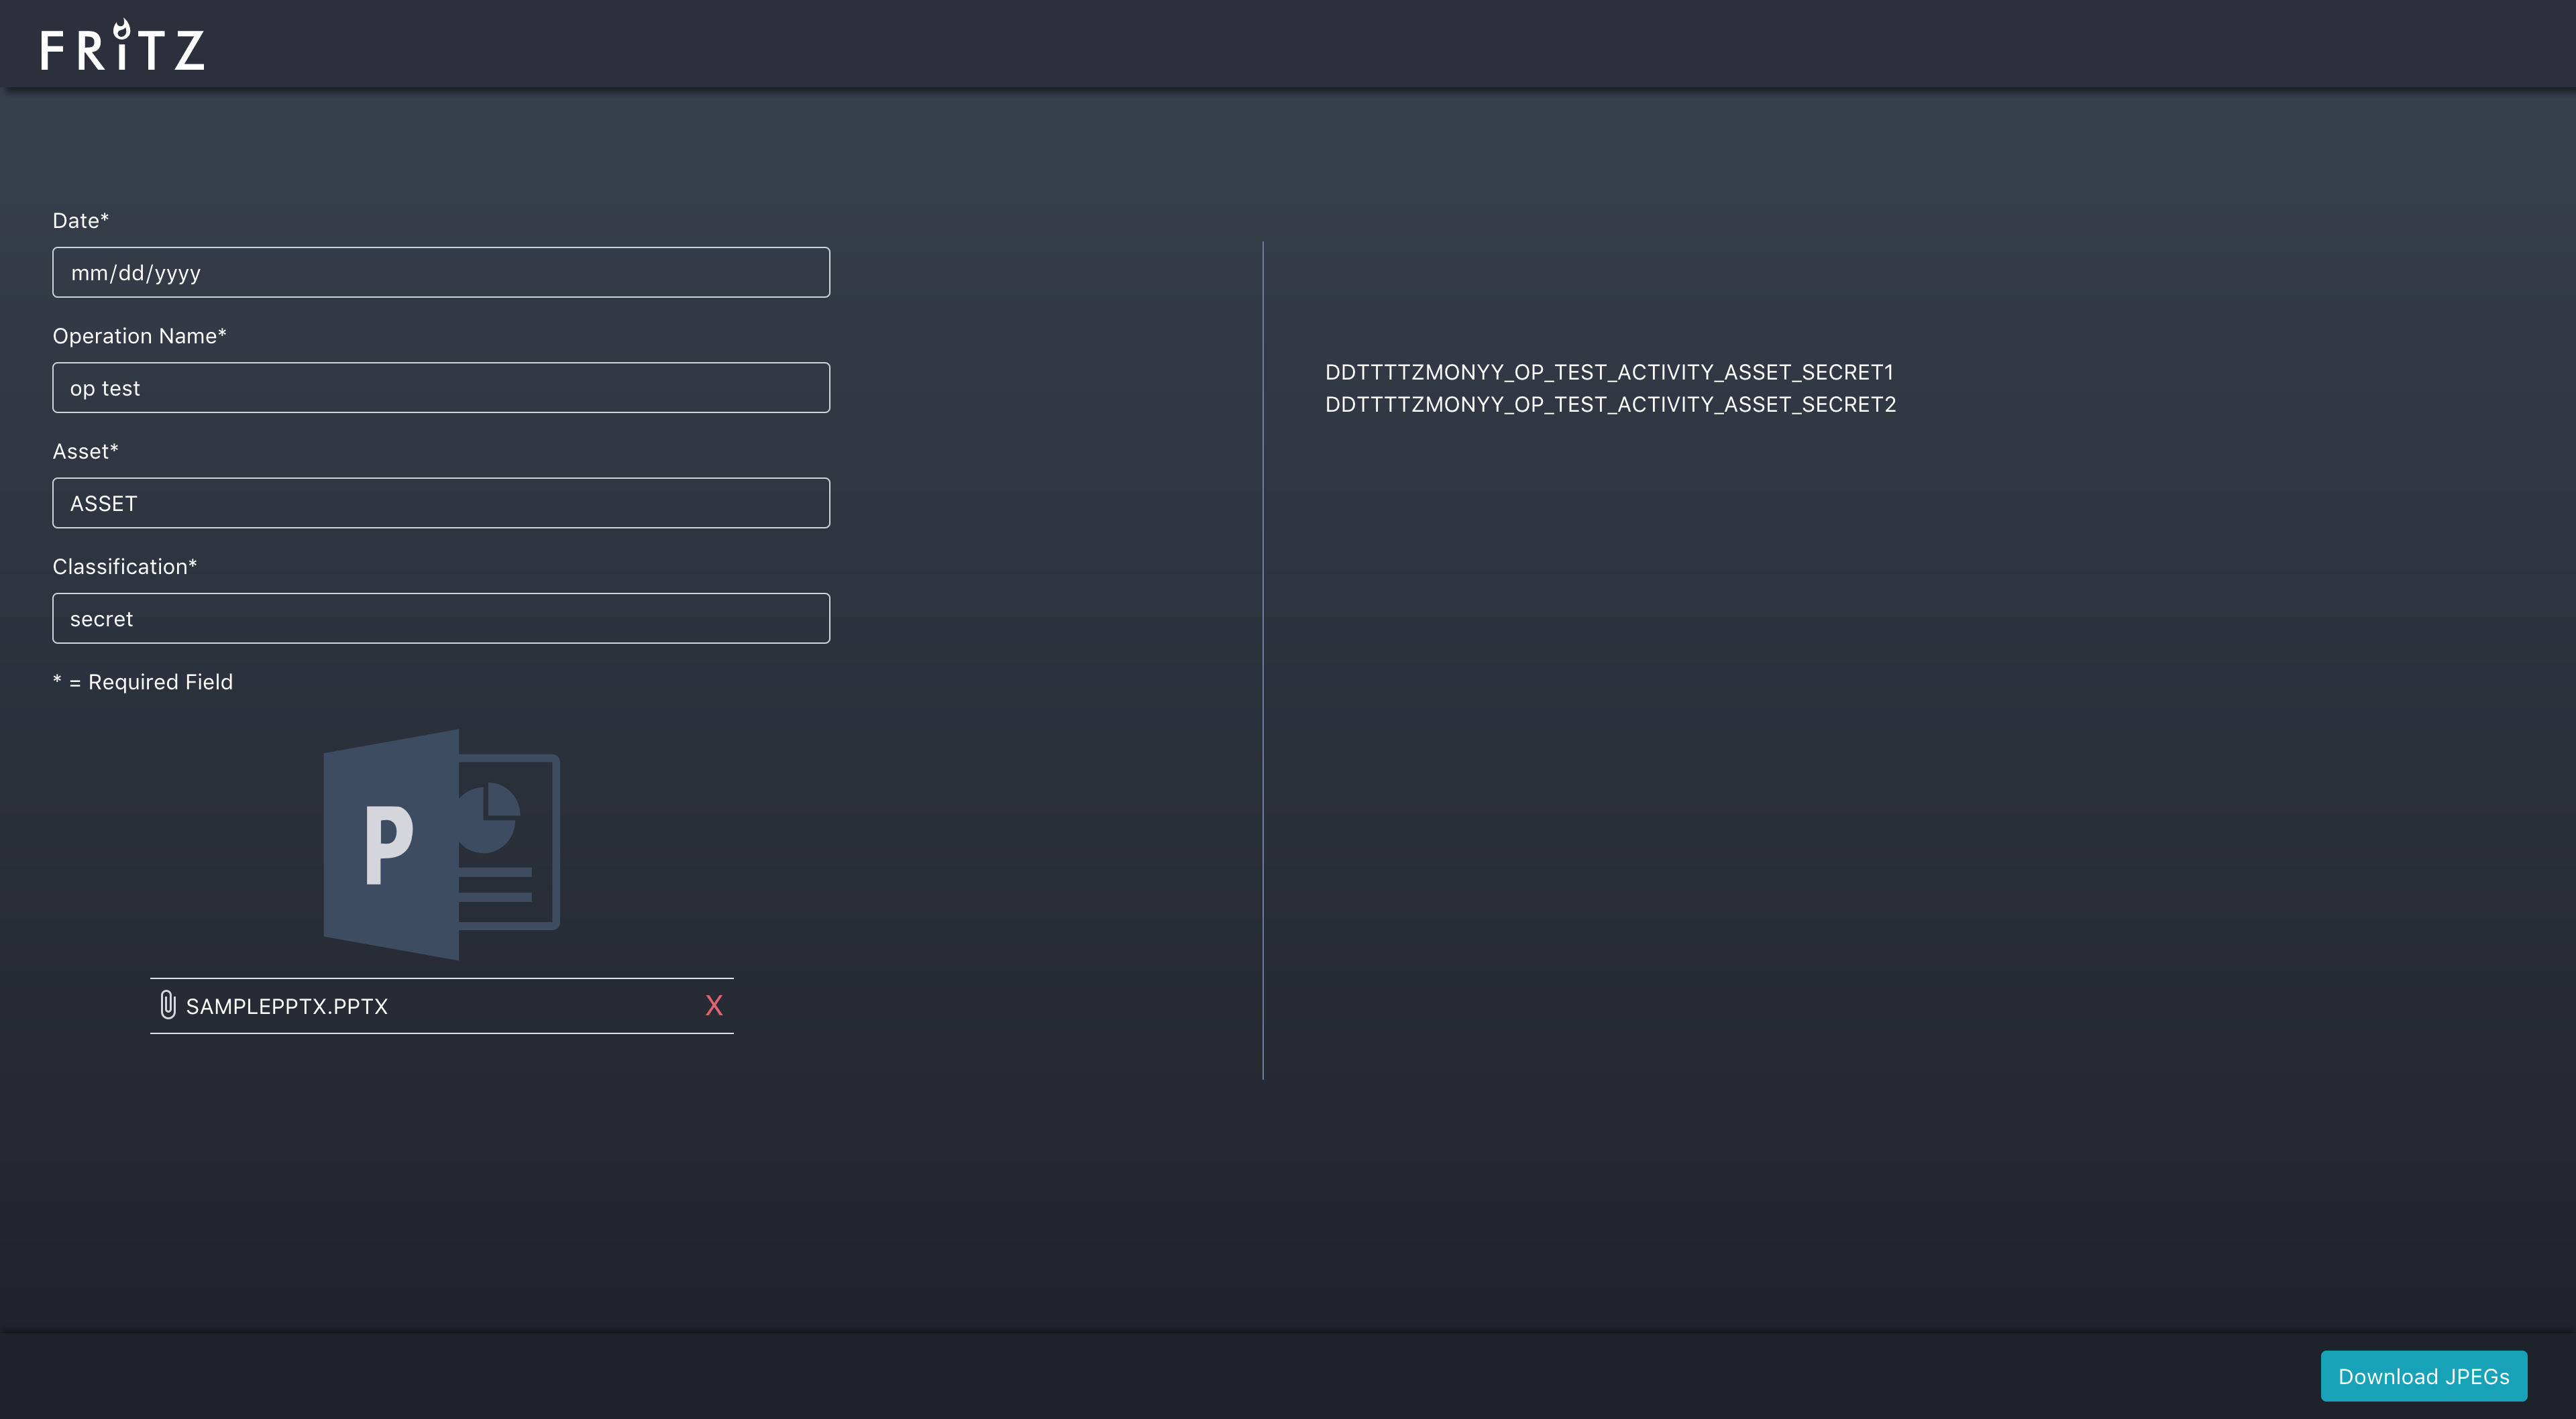 FRiTZ
Date*
mm/dd/yyyy
Operation Name*
op test
Asset*
ASSET
Classification*
secret
* = Required Field
P
SAMPLEPPTX.PPTX
X
DDTTTTZMONYY_OP_TEST_ACTIVITY_ASSET_SECRET1
DDTTTTZMONYY_OP_TEST_ACTIVITY_ASSET_SECRET2
Download JPEGs